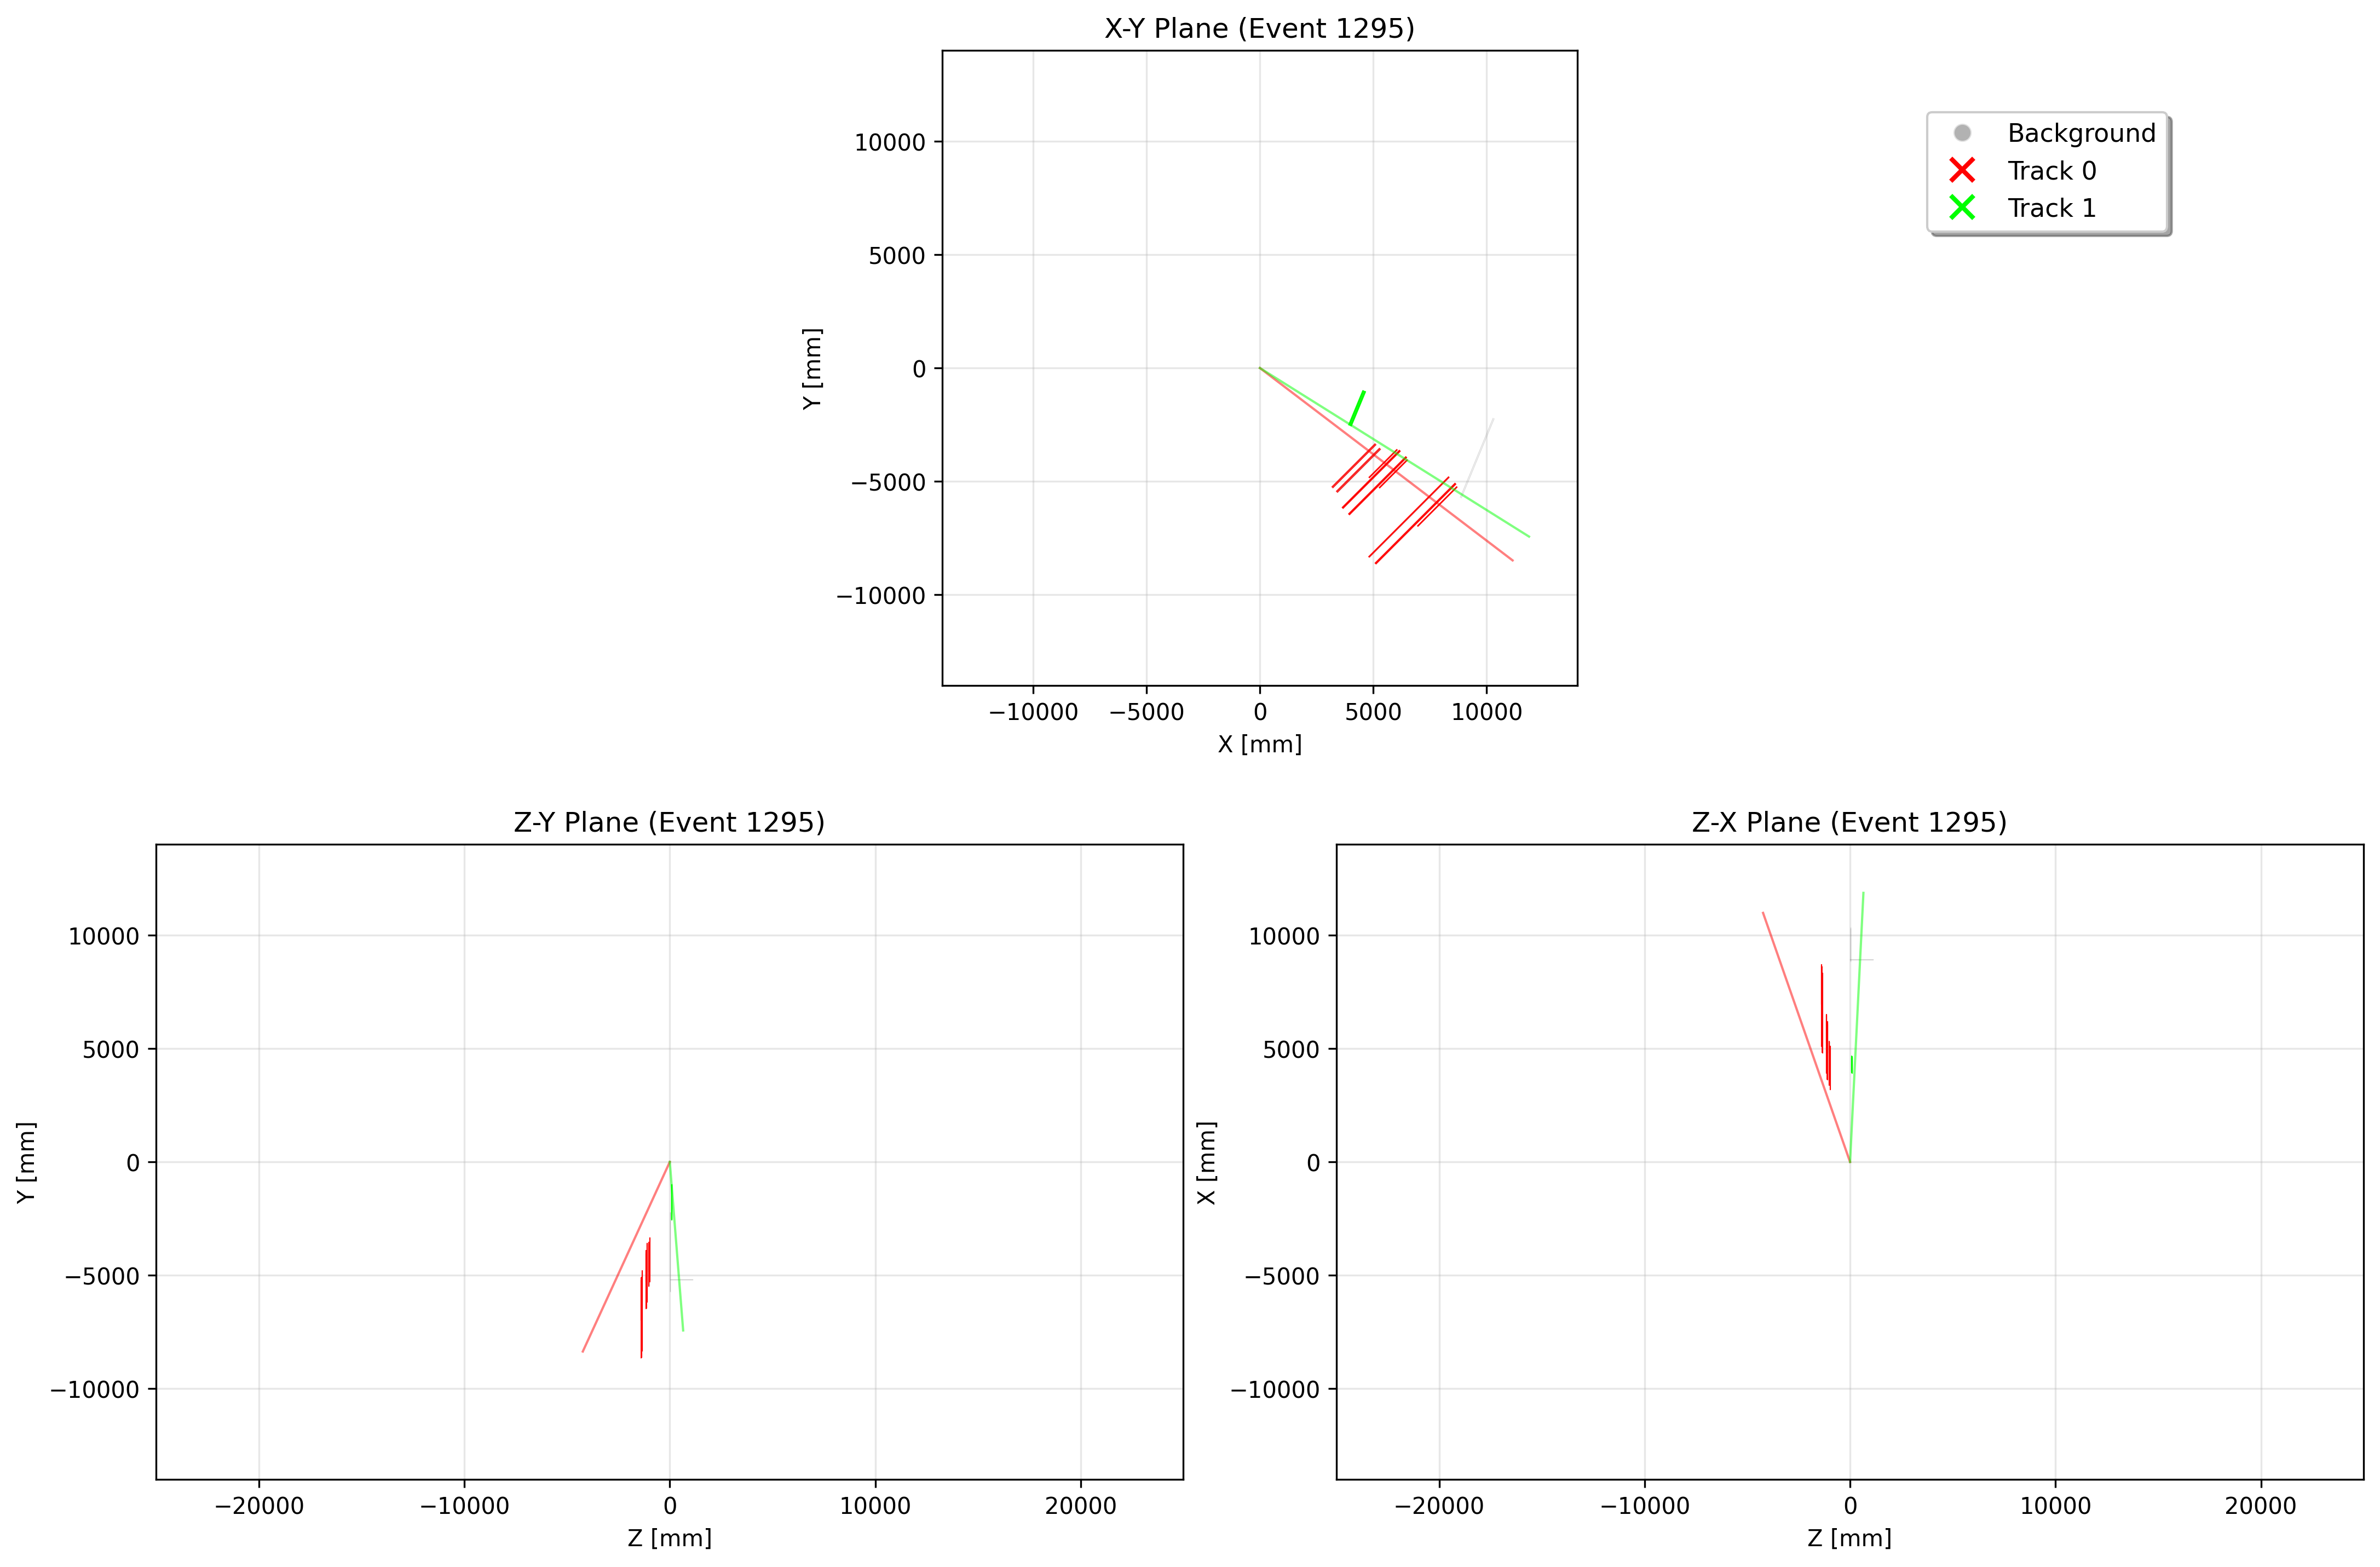 X-Y Plane (Event 1295)
Background
Track 0
Track 1
10000
5000
0
−5000
−10000
Y [mm]
−10000 −5000 0 5000 10000
X [mm]
Z-Y Plane (Event 1295)
10000
5000
0
−5000
−10000
Y [mm]
−20000 −10000 0 10000 20000
Z [mm]
Z-X Plane (Event 1295)
10000
5000
0
−5000
−10000
X [mm]
−20000 −10000 0 10000 20000
Z [mm]